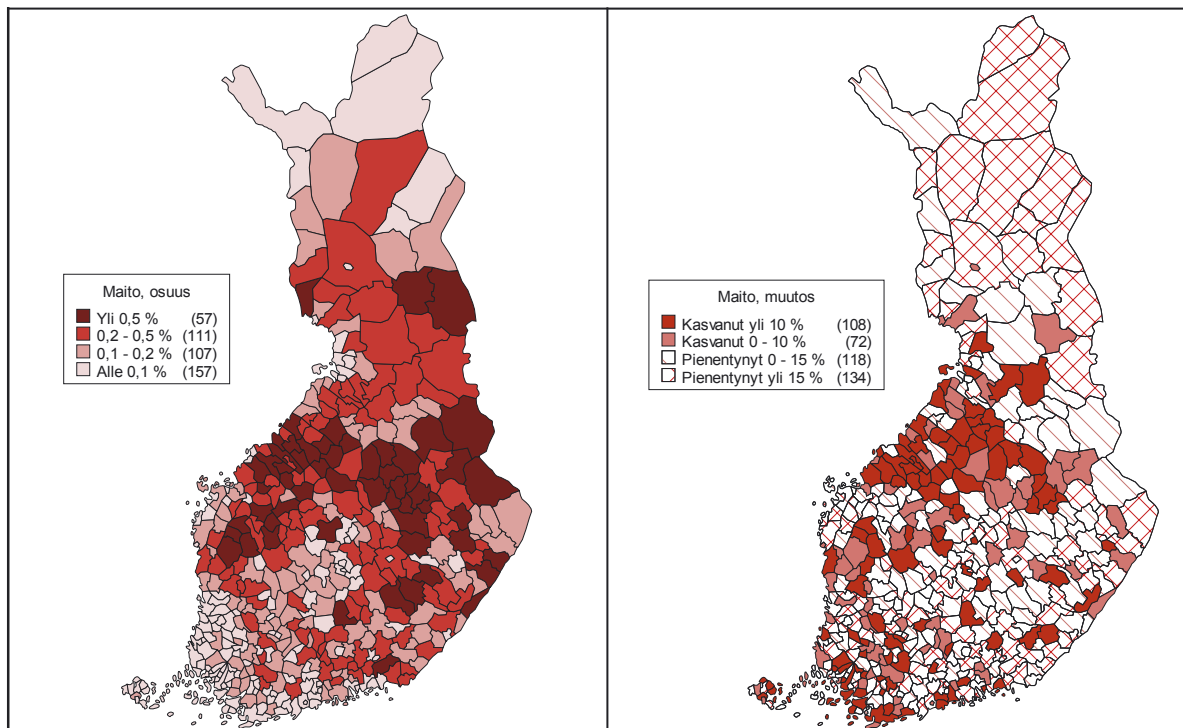 Maito, osuus
Yli 0,5 % (57)
0,2 - 0,5 % (111)
0,1 - 0,2 % (107)
Alle 0,1 % (157)
Maito, muutos
Kasvanut yli 10 % (108)
Kasvanut 0 - 10 % (72)
Pienentynyt 0 - 15 % (118)
Pienentynyt yli 15 % (134)